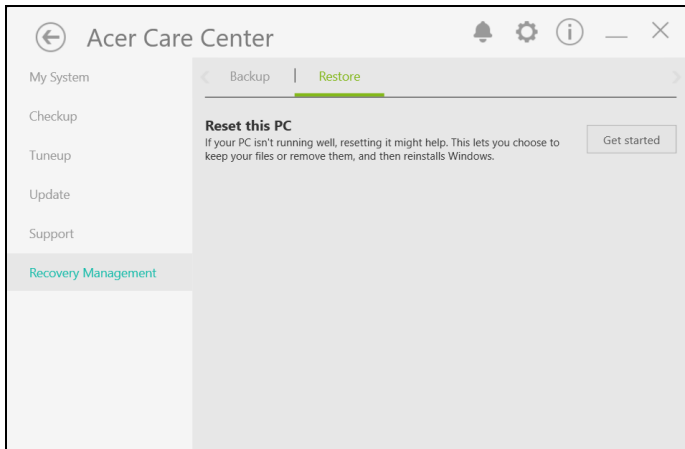 Acer Care Center
My System
Checkup
Tuneup
Update
Support
Recovery Management
Backup
Restore
Reset this PC
If your PC isn't running well, resetting it might help. This lets you choose to
keep your files or remove them, and then reinstalls Windows.
Get started